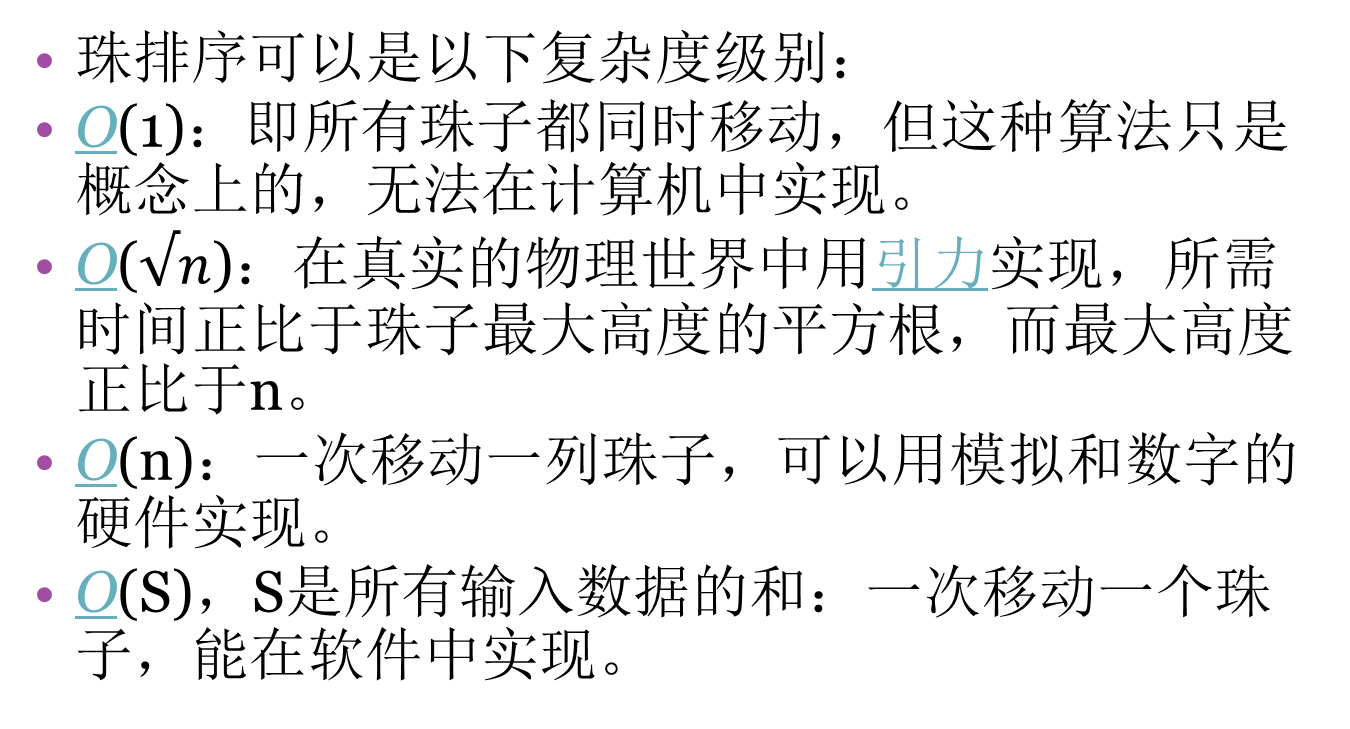 • 珠排序可以是以下复杂度级别：
• O(1)：即所有珠子都同时移动，但这种算法只是
概念上的，无法在计算机中实现。
• O(√n)：在真实的物理世界中用引力实现，所需
时间正比于珠子最大高度的平方根，而最大高度
正比于n。
• O(n)：一次移动一列珠子，可以用模拟和数字的
硬件实现。
• O(S)，S是所有输入数据的和：一次移动一个珠
子，能在软件中实现。